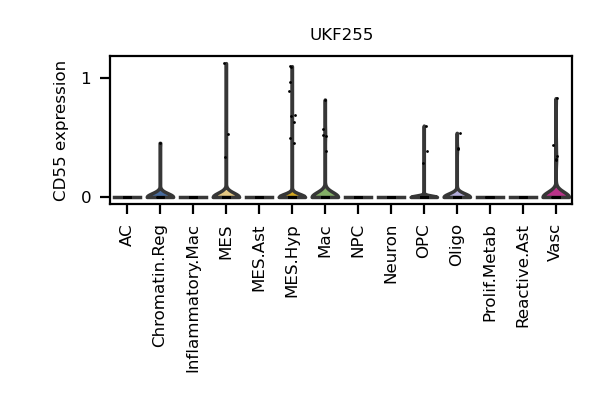 UKF255
CD55 expression
1
0
AC
Chromatin.Reg
Inflammatory.Mac
MES
MES.Ast
MES.Hyp
Mac
NPC
Neuron
OPC
Oligo
Prolif.Metab
Reactive.Ast
Vasc